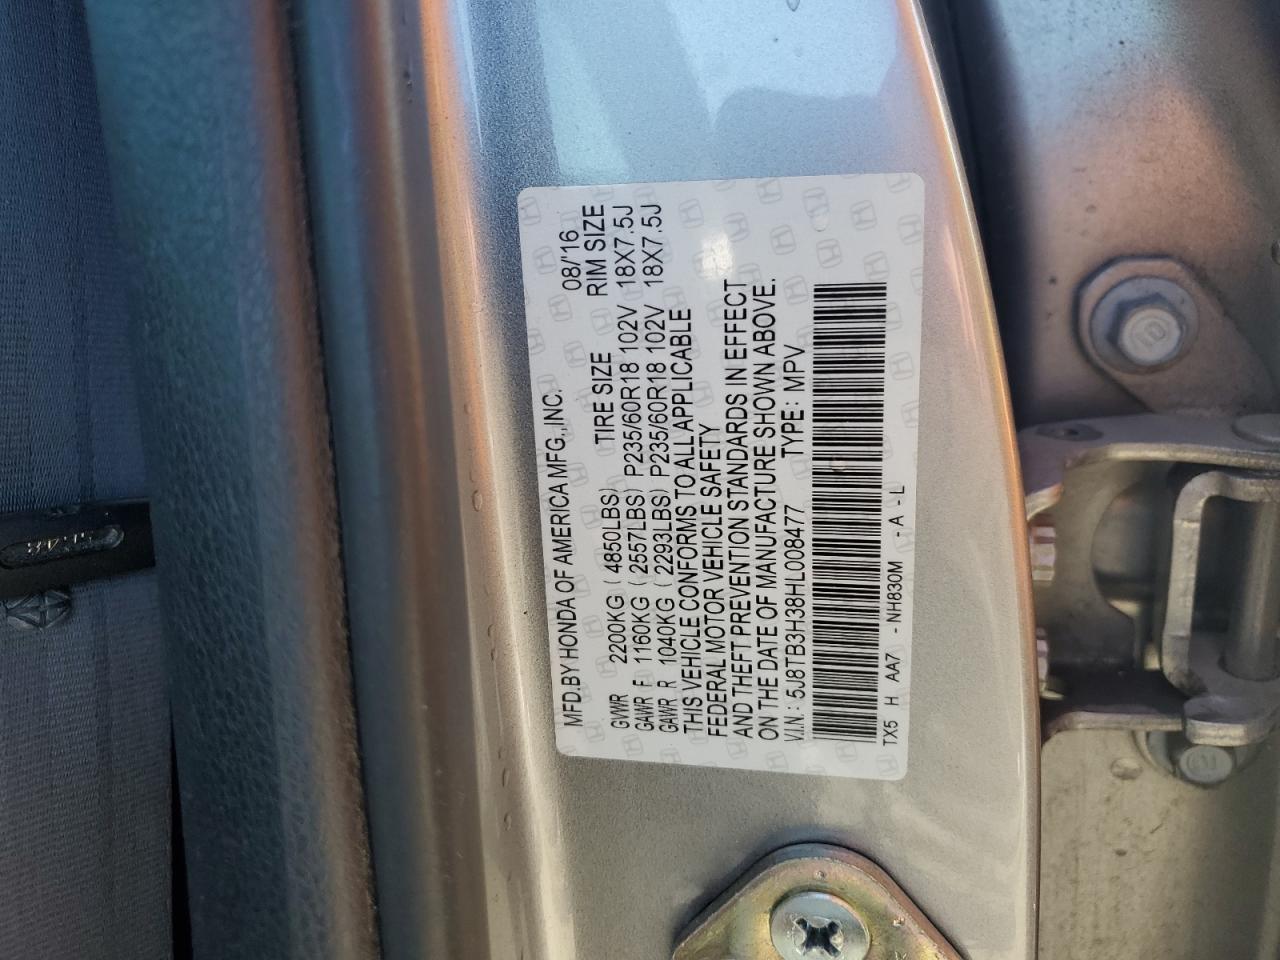 MFD.BY HONDA OF AMERICA MFG.,INC. 08/'16
TIRE SIZE RIM SIZE
GVWR 2200KG ( 4850LBS)
GAWR F 1160KG ( 2557LBS) P235/60R18 102V 18X7.5J
GAWR R 1040KG ( 2293LBS) P235/60R18 102V 18X7.5J
THIS VEHICLE CONFORMS TO ALL APPLICABLE
FEDERAL MOTOR VEHICLE SAFETY
AND THEFT PREVENTION STANDARDS IN EFFECT
ON THE DATE OF MANUFACTURE SHOWN ABOVE.
V.I.N : 5J8TB3H38HL008477 TYPE : MPV
TX5 H AA7 - NH830M - A - L